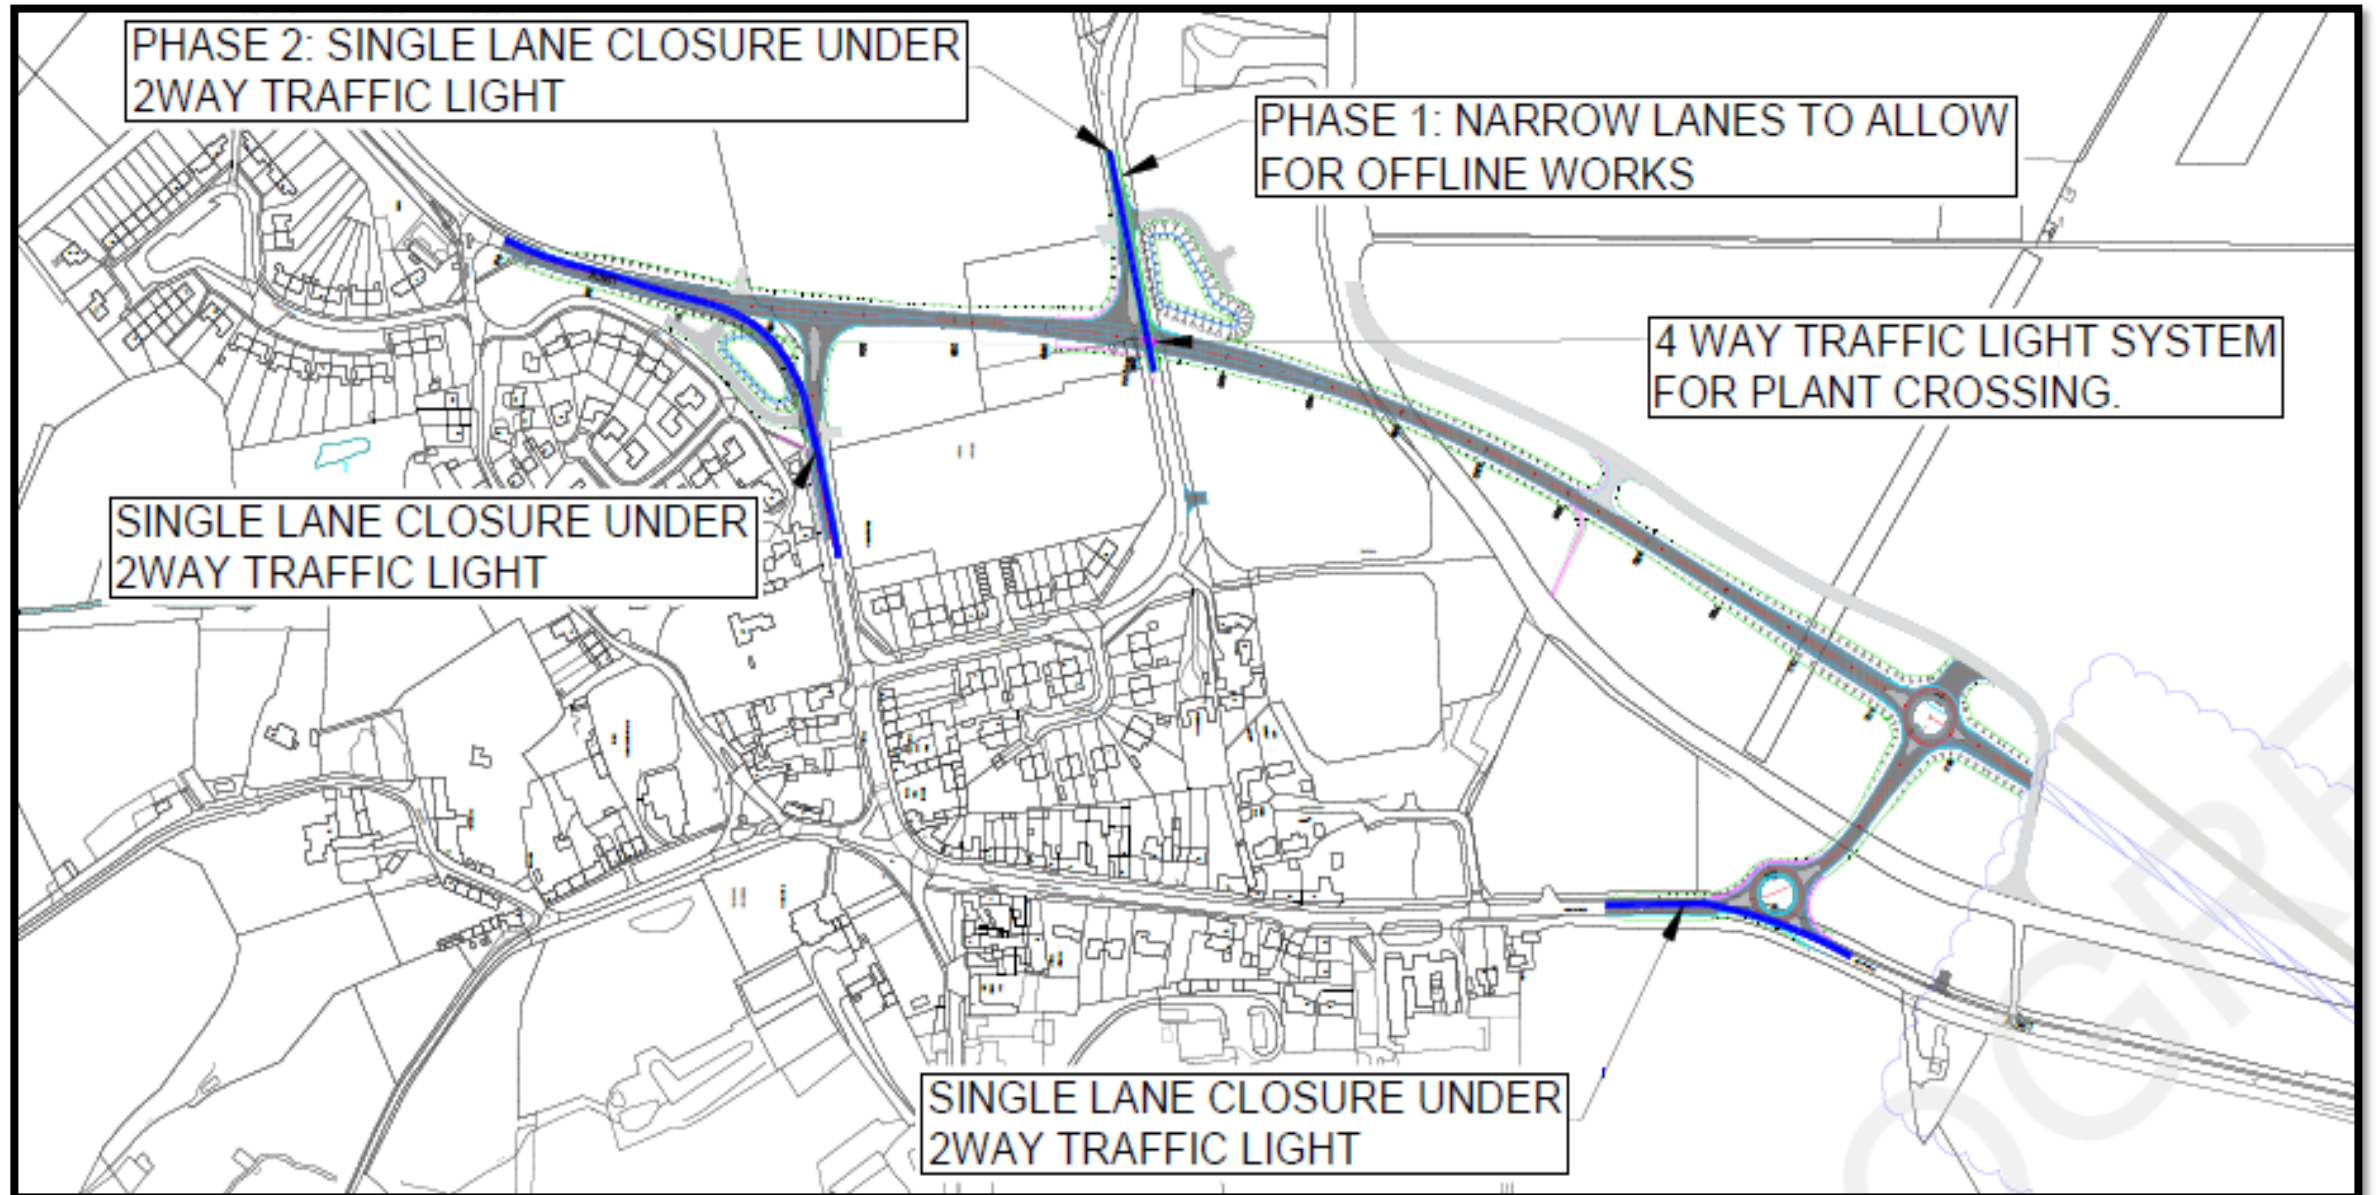 PHASE 2: SINGLE LANE CLOSURE UNDER
2WAY TRAFFIC LIGHT
PHASE 1: NARROW LANES TO ALLOW
FOR OFFLINE WORKS
4 WAY TRAFFIC LIGHT SYSTEM
FOR PLANT CROSSING.
SINGLE LANE CLOSURE UNDER
2WAY TRAFFIC LIGHT
SINGLE LANE CLOSURE UNDER
2WAY TRAFFIC LIGHT